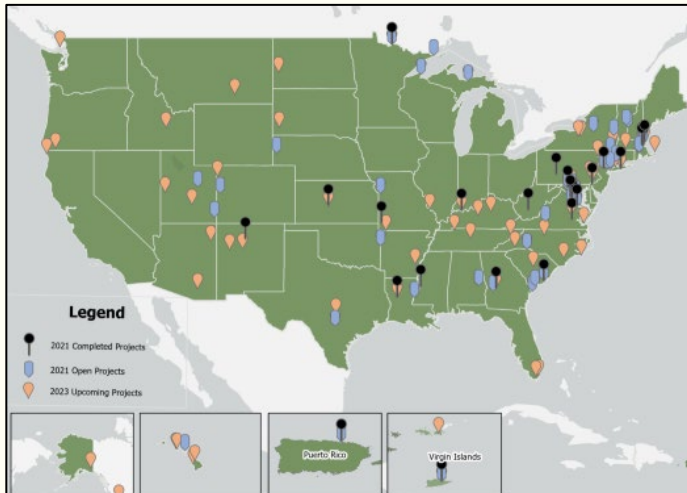 Legend
2021 Completed Projects
2021 Open Projects
2023 Upcoming Projects
Puerto Rico
Virgin Islands